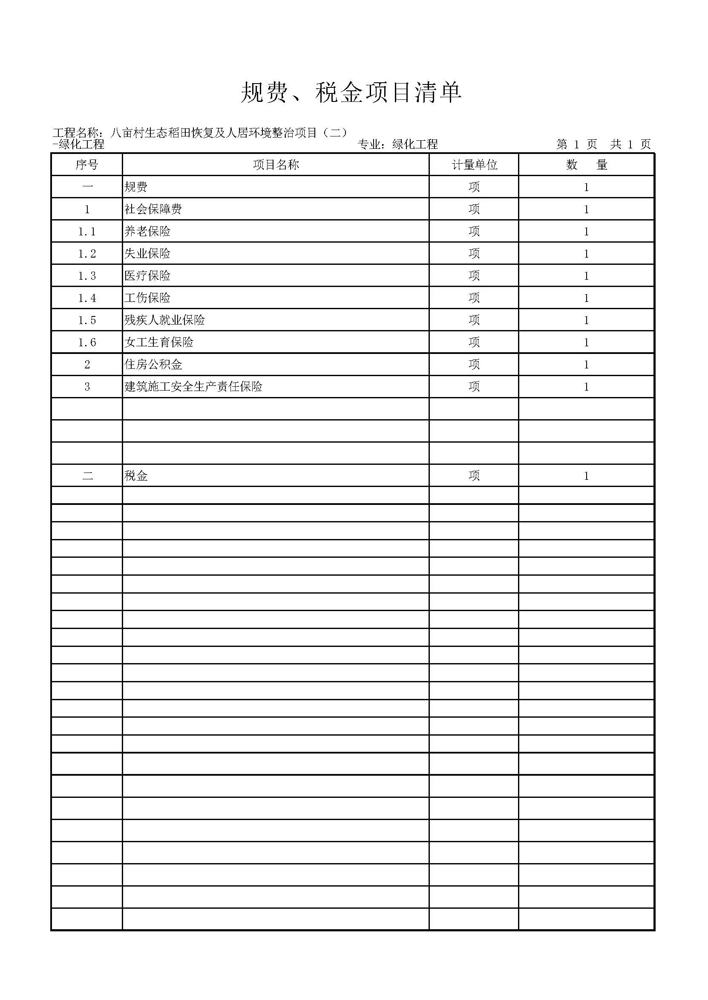 规费、税金项目清单
工程名称：八亩村生态稻田恢复及人居环境整治项目（二）
-绿化工程 专业：绿化工程 第 1 页 共 1 页
序号 项目名称 计量单位 数 量
一 规费 项 1
1 社会保障费 项 1
1.1 养老保险 项 1
1.2 失业保险 项 1
1.3 医疗保险 项 1
1.4 工伤保险 项 1
1.5 残疾人就业保险 项 1
1.6 女工生育保险 项 1
2 住房公积金 项 1
3 建筑施工安全生产责任保险 项 1
二 税金 项 1